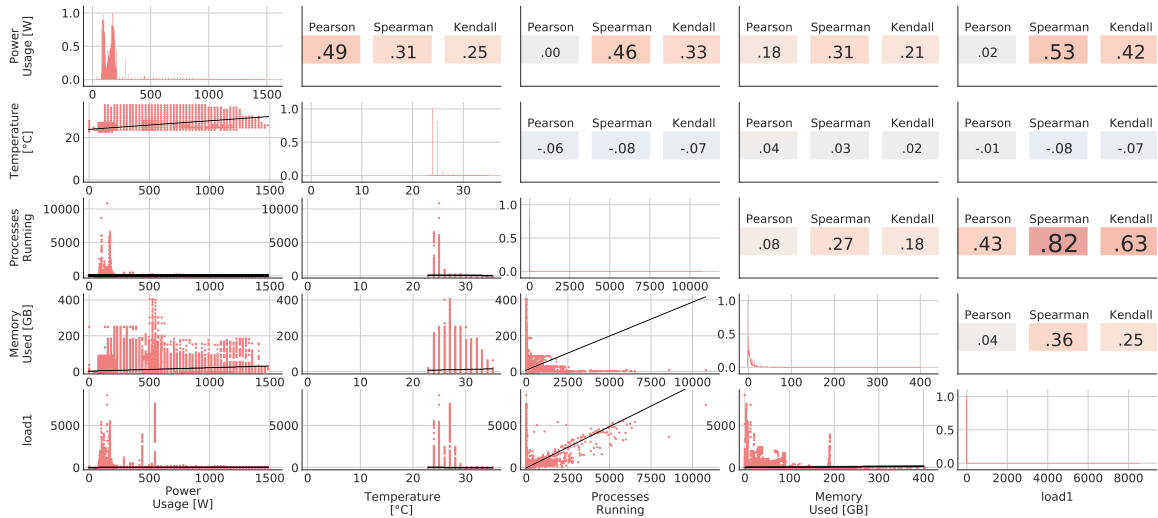 Power
Usage [W]
1.0
0.5
0.0
0 500 1000 1500
Pearson Spearman Kendall
.49 .31 .25
Pearson Spearman Kendall
.00 .46 .33
Pearson Spearman Kendall
.18 .31 .21
Pearson Spearman Kendall
.02 .53 .42
Temperature
[°C]
20
0
0 500 1000 1500
1.0
0.5
0.0
0 10 20 30
Pearson Spearman Kendall
-.06 -.08 -.07
Pearson Spearman Kendall
.04 .03 .02
Pearson Spearman Kendall
-.01 -.08 -.07
Processes
Running
10000
5000
0
0 500 1000 1500
10000
5000
0
0 10 20 30
1.0
0.5
0.0
0 2500 5000 7500 10000
Pearson Spearman Kendall
.08 .27 .18
Pearson Spearman Kendall
.43 .82 .63
Memory
Used [GB]
400
200
0
0 500 1000 1500
400
200
0
0 10 20 30
400
200
0
0 2500 5000 7500 10000
1.0
0.5
0.0
0 100 200 300 400
Pearson Spearman Kendall
.04 .36 .25
load1
5000
0
0 500 1000 1500
Power
Usage [W]
5000
0
0 10 20 30
Temperature
[°C]
5000
0
0 2500 5000 7500 10000
Processes
Running
5000
0
0 100 200 300 400
Memory
Used [GB]
1.0
0.5
0.0
0 2000 4000 6000 8000
load1